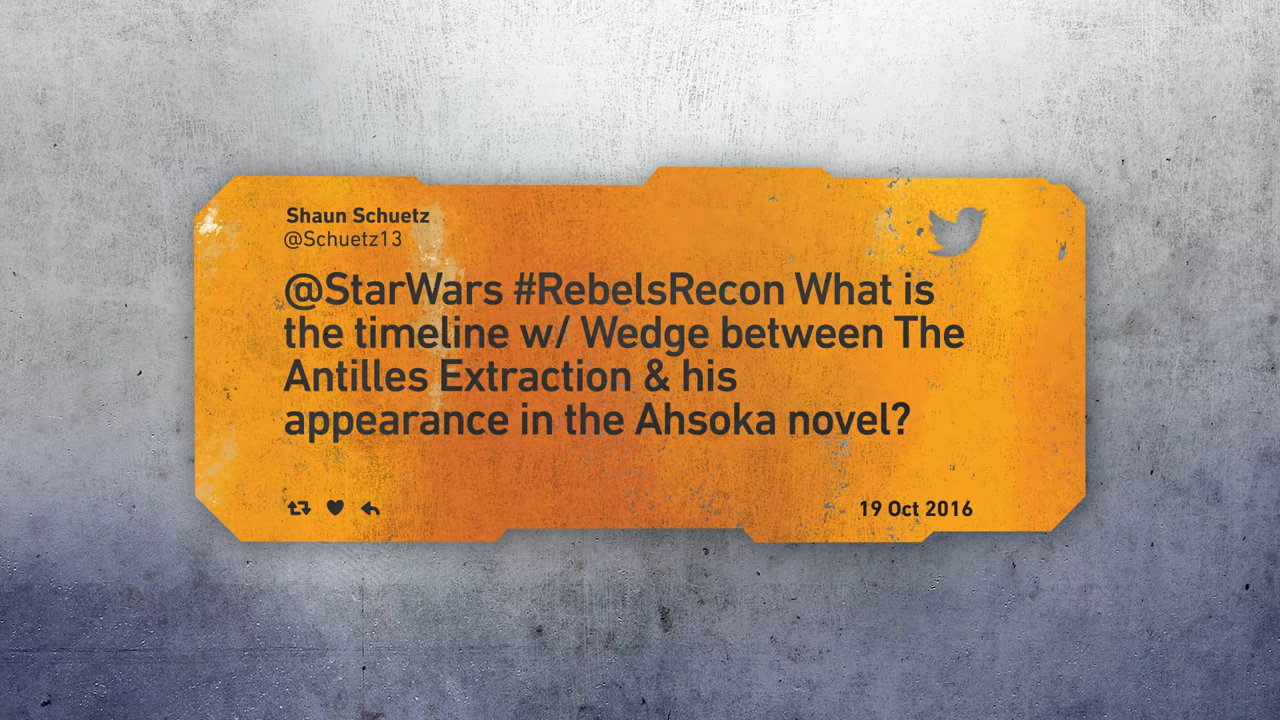 Shaun Schuetz
@Schuetz13
@StarWars #RebelsRecon What is
the timeline w/ Wedge between The
Antilles Extraction & his
appearance in the Ahsoka novel?
19 Oct 2016